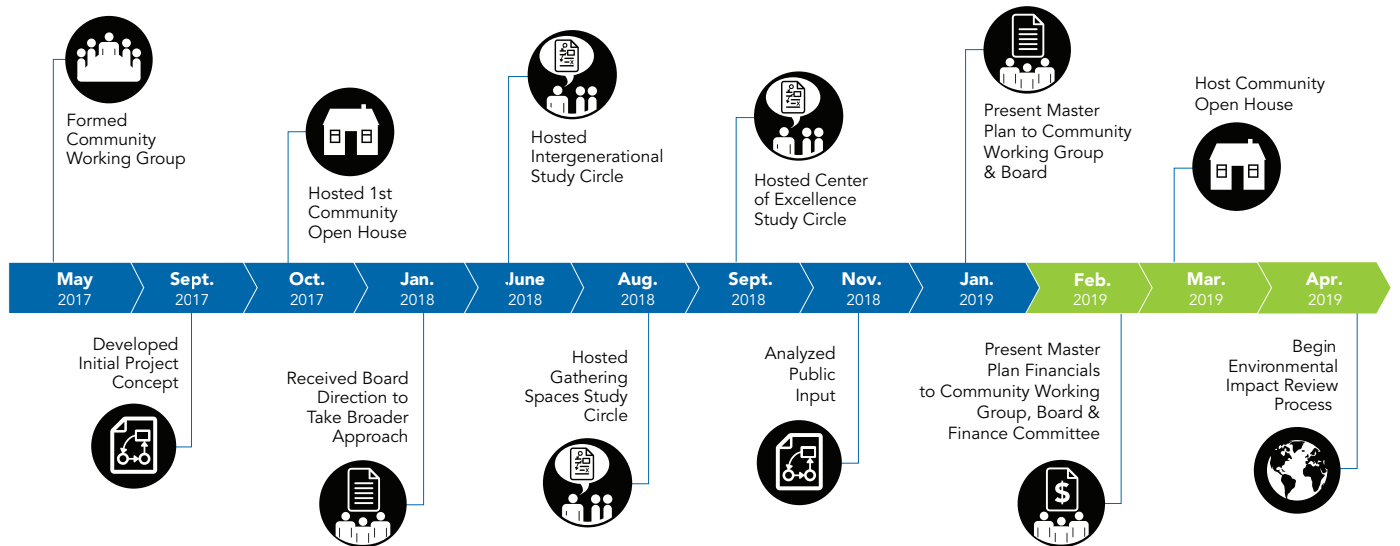 Formed
Community
Working Group
Hosted 1st
Community
Open House
Hosted
Intergenerational
Study Circle
Hosted Center
of Excellence
Study Circle
Present Master
Plan to Community
Working Group
& Board
Host Community
Open House
May
2017
Sept.
2017
Oct.
2017
Jan.
2018
June
2018
Aug.
2018
Sept.
2018
Nov.
2018
Jan.
2019
Feb.
2019
Mar.
2019
Apr.
2019
Developed
Initial Project
Concept
Received Board
Direction to
Take Broader
Approach
Hosted
Gathering
Spaces Study
Circle
Analyzed
Public
Input
Present Master
Plan Financials
to Community Working
Group, Board &
Finance Committee
$
Begin
Environmental
Impact Review
Process